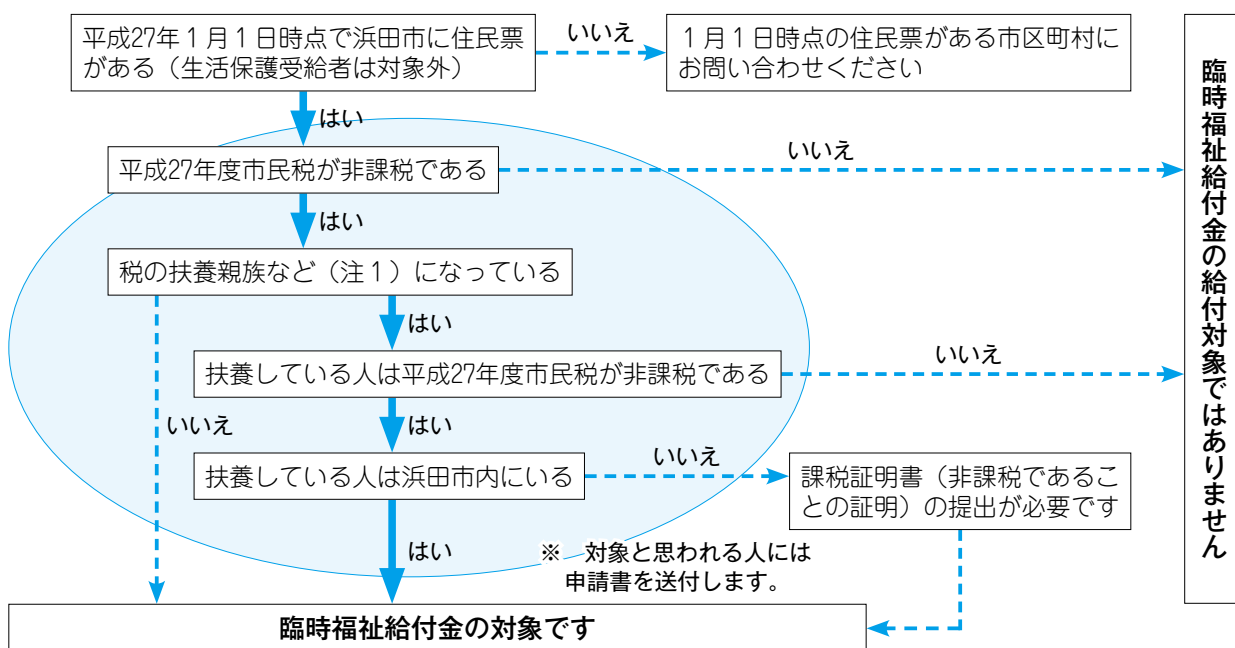 平成27年１月１日時点で浜田市に住民票
がある（生活保護受給者は対象外）
いいえ
１月１日時点の住民票がある市区町村に
お問い合わせください
はい
平成27年度市民税が非課税である
いいえ
はい
税の扶養親族など（注１）になっている
はい
扶養している人は平成27年度市民税が非課税である
いいえ
いいえ
はい
扶養している人は浜田市内にいる
いいえ
課税証明書（非課税であるこ
との証明）の提出が必要です
はい
※　対象と思われる人には
申請書を送付します。
臨時福祉給付金の対象です
臨時福祉給付金の給付対象ではありません